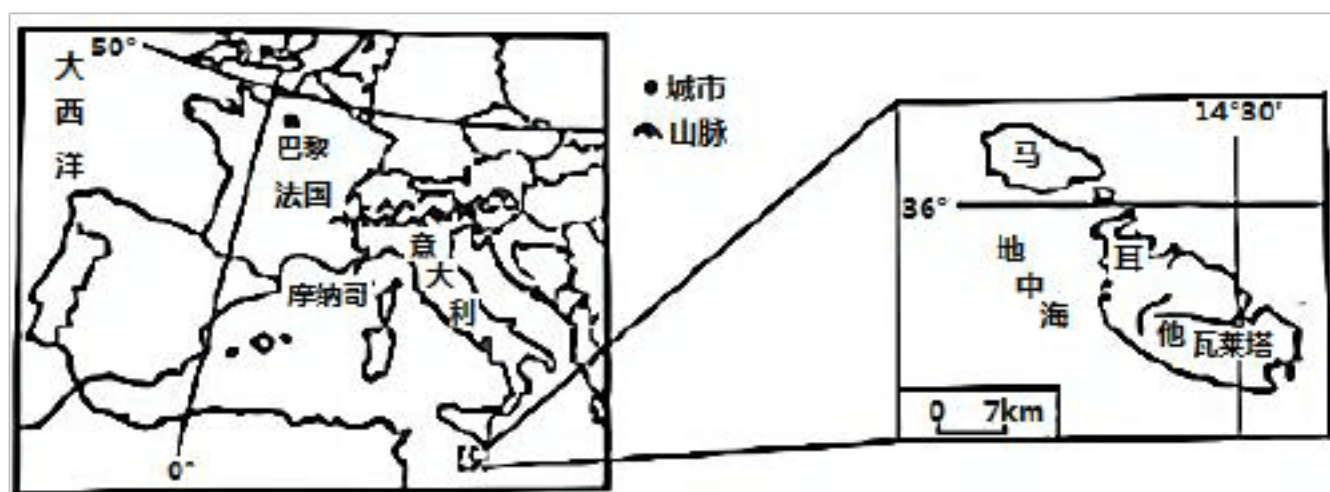 大西洋
50°
巴黎
法国
意大利
摩纳哥
0°
城市
山脉
14°30′
马耳他
36°
地中海
瓦莱塔
0 7km